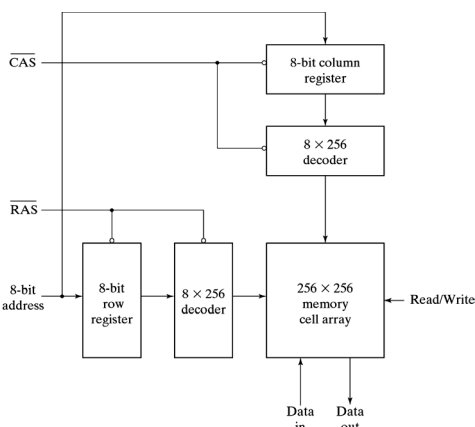 CAS
8-bit column
register
8 × 256
decoder
RAS
8-bit
address
8-bit
row
register
8 × 256
decoder
256 × 256
memory
cell array
Read/Write
Data
in
Data
out